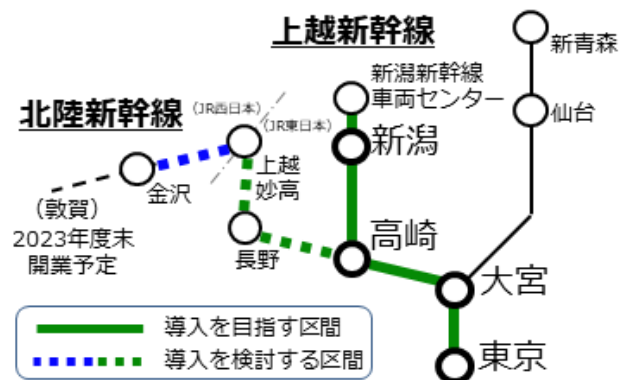 上越新幹線
新青森
新潟新幹線
車両センター
仙台
北陸新幹線
(JR西日本)
(JR東日本)
新潟
上越
妙高
金沢
(敦賀)
2023年度末
開業予定
長野
高崎
大宮
東京
導入を目指す区間
導入を検討する区間